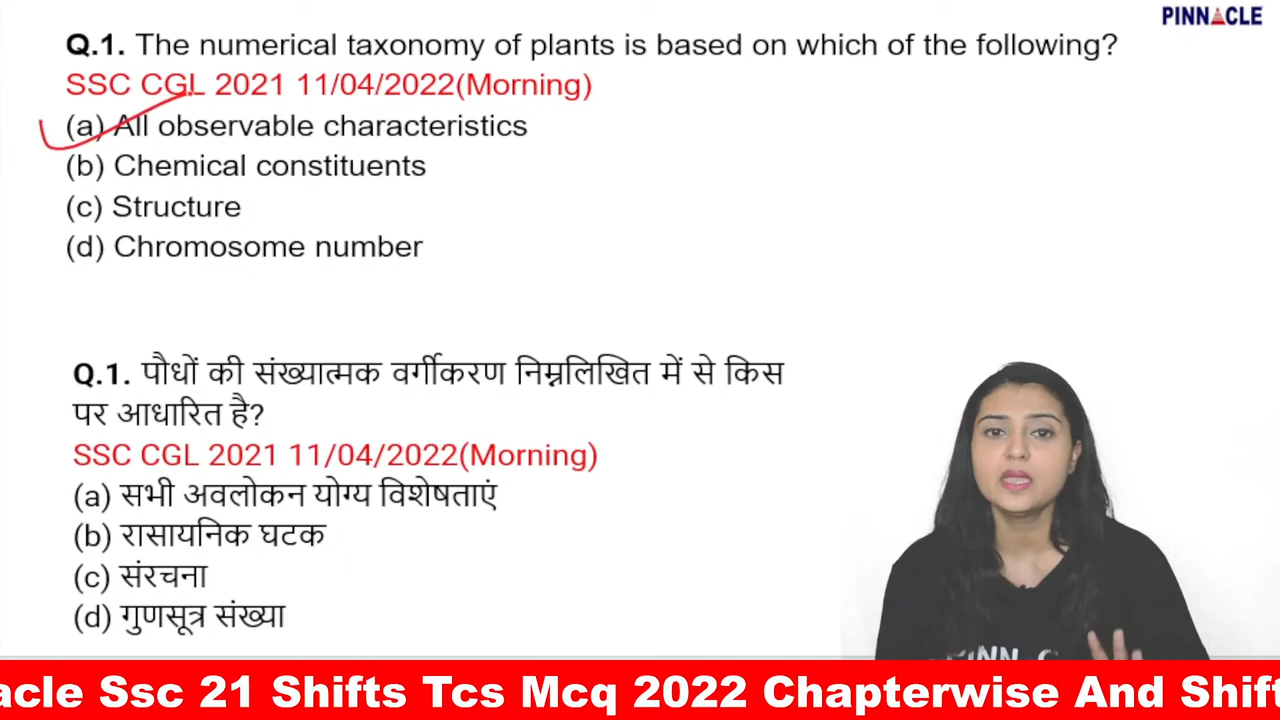 PINNACLE
Q.1. The numerical taxonomy of plants is based on which of the following?
SSC CGL 2021 11/04/2022(Morning)
(a) All observable characteristics
(b) Chemical constituents
(c) Structure
(d) Chromosome number
Q.1. पौधों की संख्यात्मक वर्गीकरण निम्नलिखित में से किस
पर आधारित है?
SSC CGL 2021 11/04/2022(Morning)
(a) सभी अवलोकन योग्य विशेषताएं
(b) रासायनिक घटक
(c) संरचना
(d) गुणसूत्र संख्या
acle Ssc 21 Shifts Tcs Mcq 2022 Chapterwise And Shift